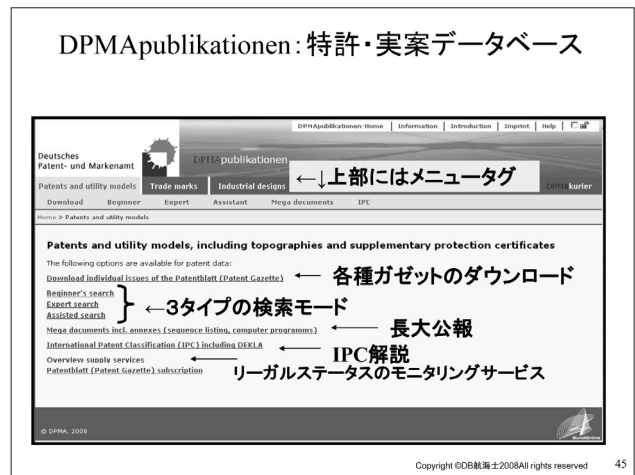 DPMApublikationen：特許・実案データベース
DPMApublikationen-Home | Information | Introduction | Imprint | Help
Deutsches
Patent- und Markenamt
DPMApublikationen
Patents and utility models Trade marks Industrial designs
←↓上部にはメニュータグ
DPMAkurier
Download Beginner Expert Assistant Mega documents IPC
Home > Patents and utility models
Patents and utility models, including topographies and supplementary protection certificates
The following options are available for patent data:
Download individual issues of the Patentblatt (Patent Gazette) ← 各種ガゼットのダウンロード
Beginner's search
Expert search ←3タイプの検索モード
Assisted search
Mega documents incl. annexes (sequence listing, computer programms) ← 長大公報
International Patent Classification (IPC) including DEKLA ← IPC解説
Overview supply services ←
Patentblatt (Patent Gazette) subscription リーガルステータスのモニタリングサービス
© DPMA, 2008
BundOnline
Copyright ©DB航海士2008All rights reserved 45